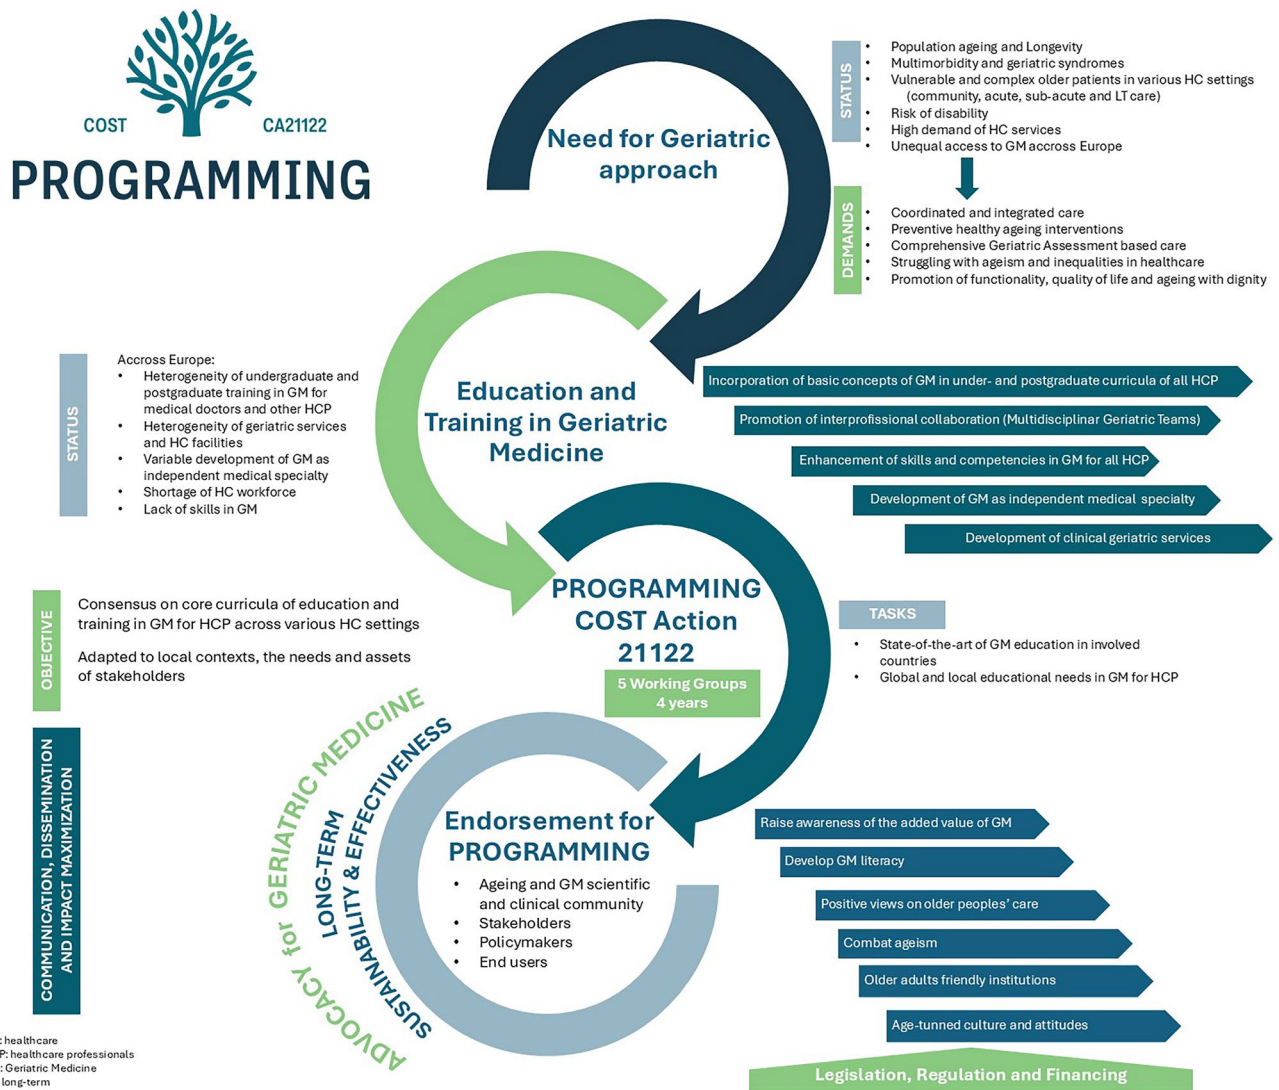 COST CA21122
PROGRAMMING
Need for Geriatric
approach
STATUS
• Population ageing and Longevity
• Multimorbidity and geriatric syndromes
• Vulnerable and complex older patients in various HC settings
(community, acute, sub-acute and LT care)
• Risk of disability
• High demand of HC services
• Unequal access to GM accross Europe
DEMANDS
• Coordinated and integrated care
• Preventive healthy ageing interventions
• Comprehensive Geriatric Assessment based care
• Struggling with ageism and inequalities in healthcare
• Promotion of functionality, quality of life and ageing with dignity
Education and
Training in Geriatric
Medicine
STATUS
Accross Europe:
• Heterogeneity of undergraduate and
postgraduate training in GM for
medical doctors and other HCP
• Heterogeneity of geriatric services
and HC facilities
• Variable development of GM as
independent medical specialty
• Shortage of HC workforce
• Lack of skills in GM
Incorporation of basic concepts of GM in under- and postgraduate curricula of all HCP
Promotion of interprofissional collaboration (Multidisciplinar Geriatric Teams)
Enhancement of skills and competencies in GM for all HCP
Development of GM as independent medical specialty
Development of clinical geriatric services
PROGRAMMING
COST Action
21122
5 Working Groups
4 years
OBJECTIVE
Consensus on core curricula of education and
training in GM for HCP across various HC settings
Adapted to local contexts, the needs and assets
of stakeholders
TASKS
• State-of-the-art of GM education in involved
countries
• Global and local educational needs in GM for HCP
COMMUNICATION, DISSEMINATION
AND IMPACT MAXIMIZATION
ADVOCACY for GERIATRIC MEDICINE
LONG-TERM
SUSTAINABILITY & EFFECTIVENESS
Endorsement for
PROGRAMMING
• Ageing and GM scientific
and clinical community
• Stakeholders
• Policymakers
• End users
Raise awareness of the added value of GM
Develop GM literacy
Positive views on older peoples' care
Combat ageism
Older adults friendly institutions
Age-tunned culture and attitudes
Legislation, Regulation and Financing
: healthcare
P: healthcare professionals
: Geriatric Medicine
long-term